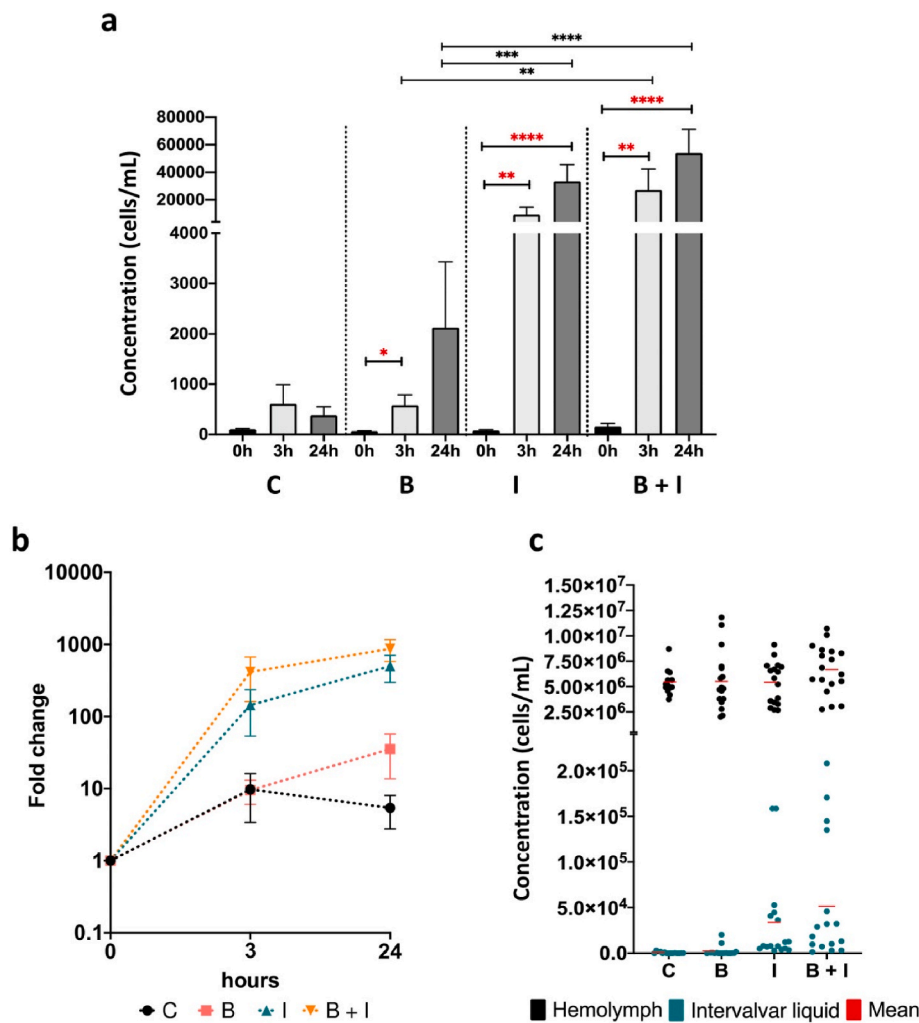 a
****
***
**
****
****
**
**
*
Concentration (cells/mL)
80000
60000
40000
20000
4000
3000
2000
1000
0
0h 3h 24h 0h 3h 24h 0h 3h 24h 0h 3h 24h
C B I B + I
b
Fold change
10000
1000
100
10
1
0.1
0 3 24
hours
C B I B + I
c
Concentration (cells/mL)
1.50×10⁷
1.25×10⁷
1.00×10⁷
7.50×10⁶
5.00×10⁶
2.50×10⁶
2.0×10⁵
1.5×10⁵
1.0×10⁵
5.0×10⁴
0.0
C B I B + I
Hemolymph Intervalvar liquid Mean